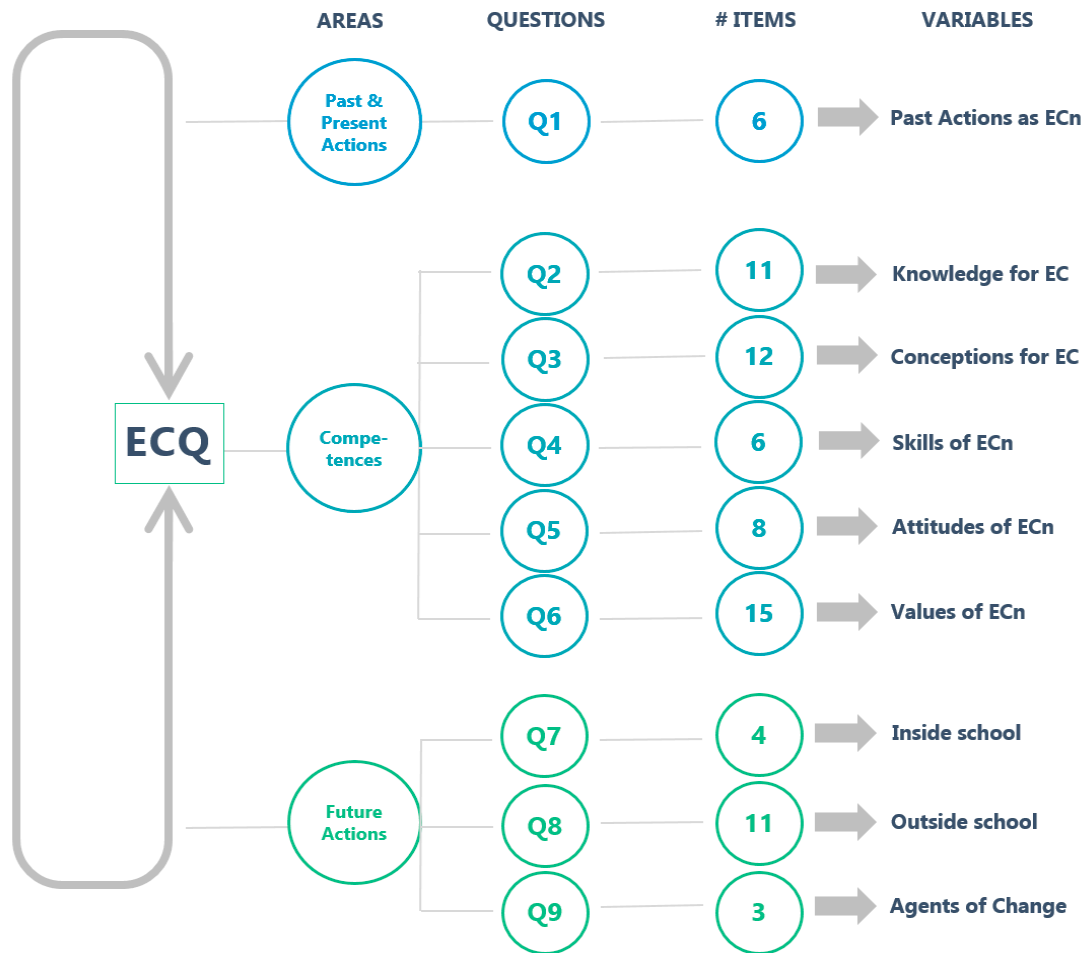 AREAS QUESTIONS # ITEMS VARIABLES
Past &
Present
Actions
Q1 6 Past Actions as ECn
Q2 11 Knowledge for EC
Q3 12 Conceptions for EC
ECQ
Compe-
tences
Q4 6 Skills of ECn
Q5 8 Attitudes of ECn
Q6 15 Values of ECn
Q7 4 Inside school
Future
Actions
Q8 11 Outside school
Q9 3 Agents of Change